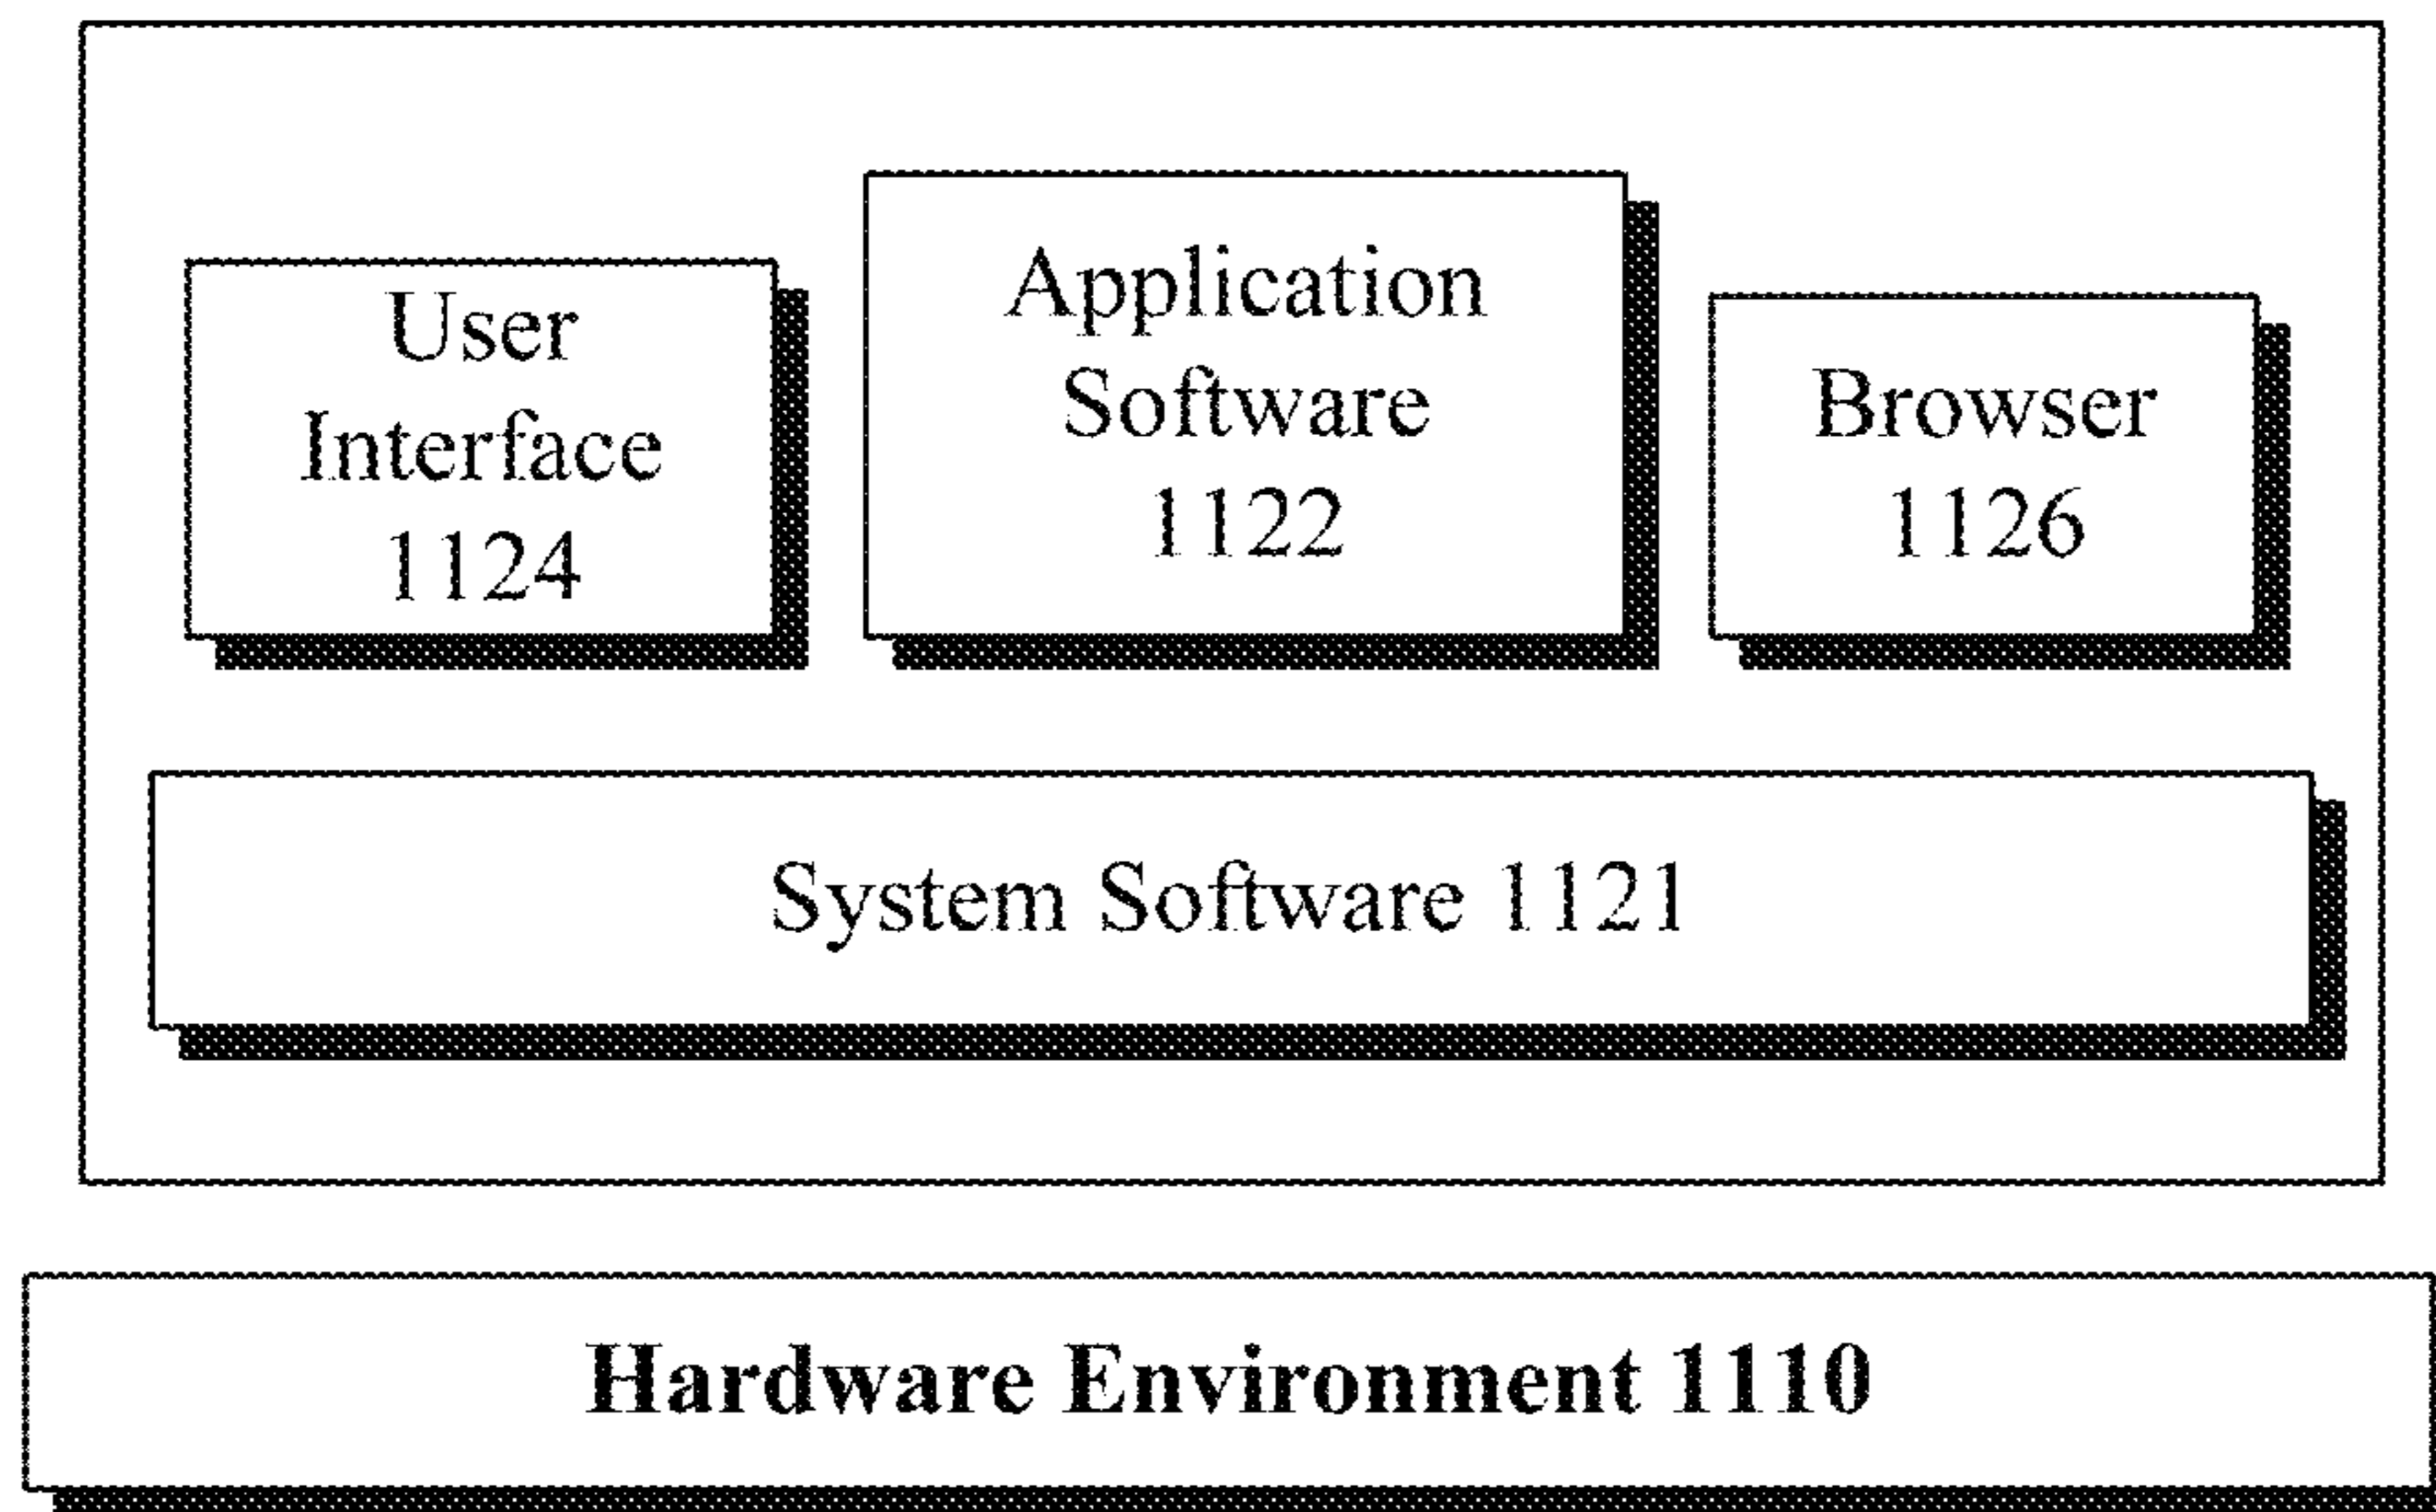 User
Interface
1124
Application
Software
1122
Browser
1126
System Software 1121
Hardware Environment 1110